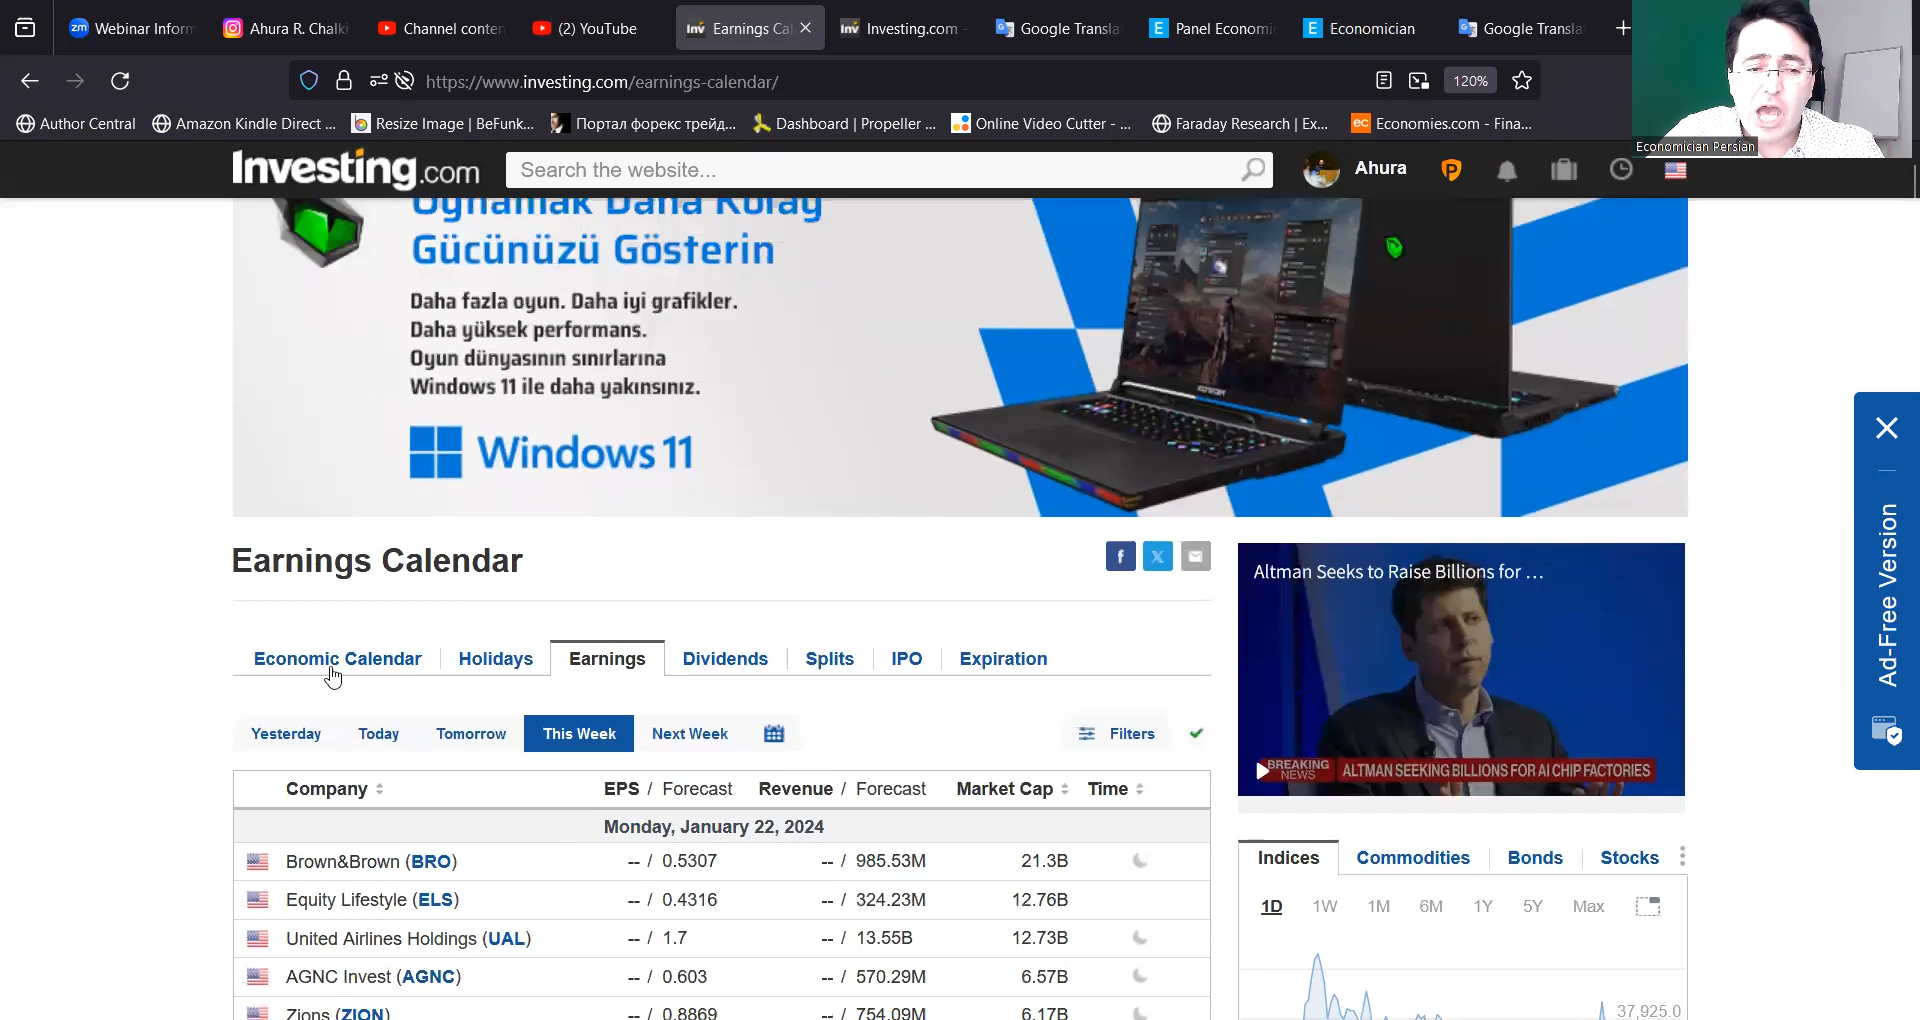 Webinar Inform
Ahura R. Chalki
Channel conten
(2) YouTube
Earnings Cal
Investing.com -
Google Transla
Panel Economi
Economician
Google Transla
https://www.investing.com/earnings-calendar/
120%
Author Central
Amazon Kindle Direct ...
Resize Image | BeFunk...
Портал форекс трейд...
Dashboard | Propeller ...
Online Video Cutter - ...
Faraday Research | Ex...
Economies.com - Fina...
Economician Persian
Investing.com
Search the website...
Ahura
Oynamak Daha Kolay
Gücünüzü Gösterin
Daha fazla oyun. Daha iyi grafikler.
Daha yüksek performans.
Oyun dünyasının sınırlarına
Windows 11 ile daha yakınsınız.
Windows 11
Ad-Free Version
Earnings Calendar
Altman Seeks to Raise Billions for ...
BREAKING NEWS
ALTMAN SEEKING BILLIONS FOR AI CHIP FACTORIES
Economic Calendar Holidays Earnings Dividends Splits IPO Expiration
Yesterday Today Tomorrow This Week Next Week Filters
Company EPS / Forecast Revenue / Forecast Market Cap Time
Monday, January 22, 2024
Brown&Brown (BRO) -- / 0.5307 -- / 985.53M 21.3B
Equity Lifestyle (ELS) -- / 0.4316 -- / 324.23M 12.76B
United Airlines Holdings (UAL) -- / 1.7 -- / 13.55B 12.73B
AGNC Invest (AGNC) -- / 0.603 -- / 570.29M 6.57B
Zions (ZION) -- / 0.8869 -- / 754.09M 6.17B
Indices Commodities Bonds Stocks
1D 1W 1M 6M 1Y 5Y Max
37,925.0